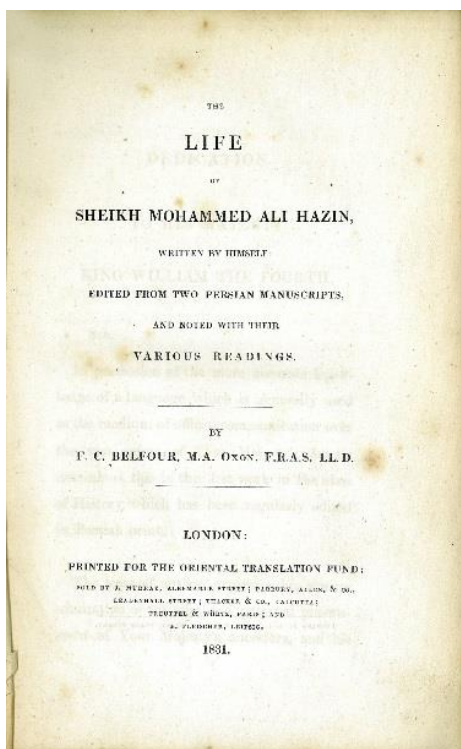 THE
LIFE
OF
SHEIKH MOHAMMED ALI HAZIN,
WRITTEN BY HIMSELF:
EDITED FROM TWO PERSIAN MANUSCRIPTS,
AND NOTED WITH THEIR
VARIOUS READINGS.
BY
F. C. BELFOUR, M.A. OXON. F.R.A.S. LL.D.
LONDON:
PRINTED FOR THE ORIENTAL TRANSLATION FUND:
SOLD BY J. MURRAY, ALBEMARLE STREET; PARBURY, ALLEN, & CO.,
LEADENHALL STREET; THACKER & CO., CALCUTTA;
TREUTTEL & WÜRTZ, PARIS; AND
E. FLEISCHER, LEIPSIG.
1831.